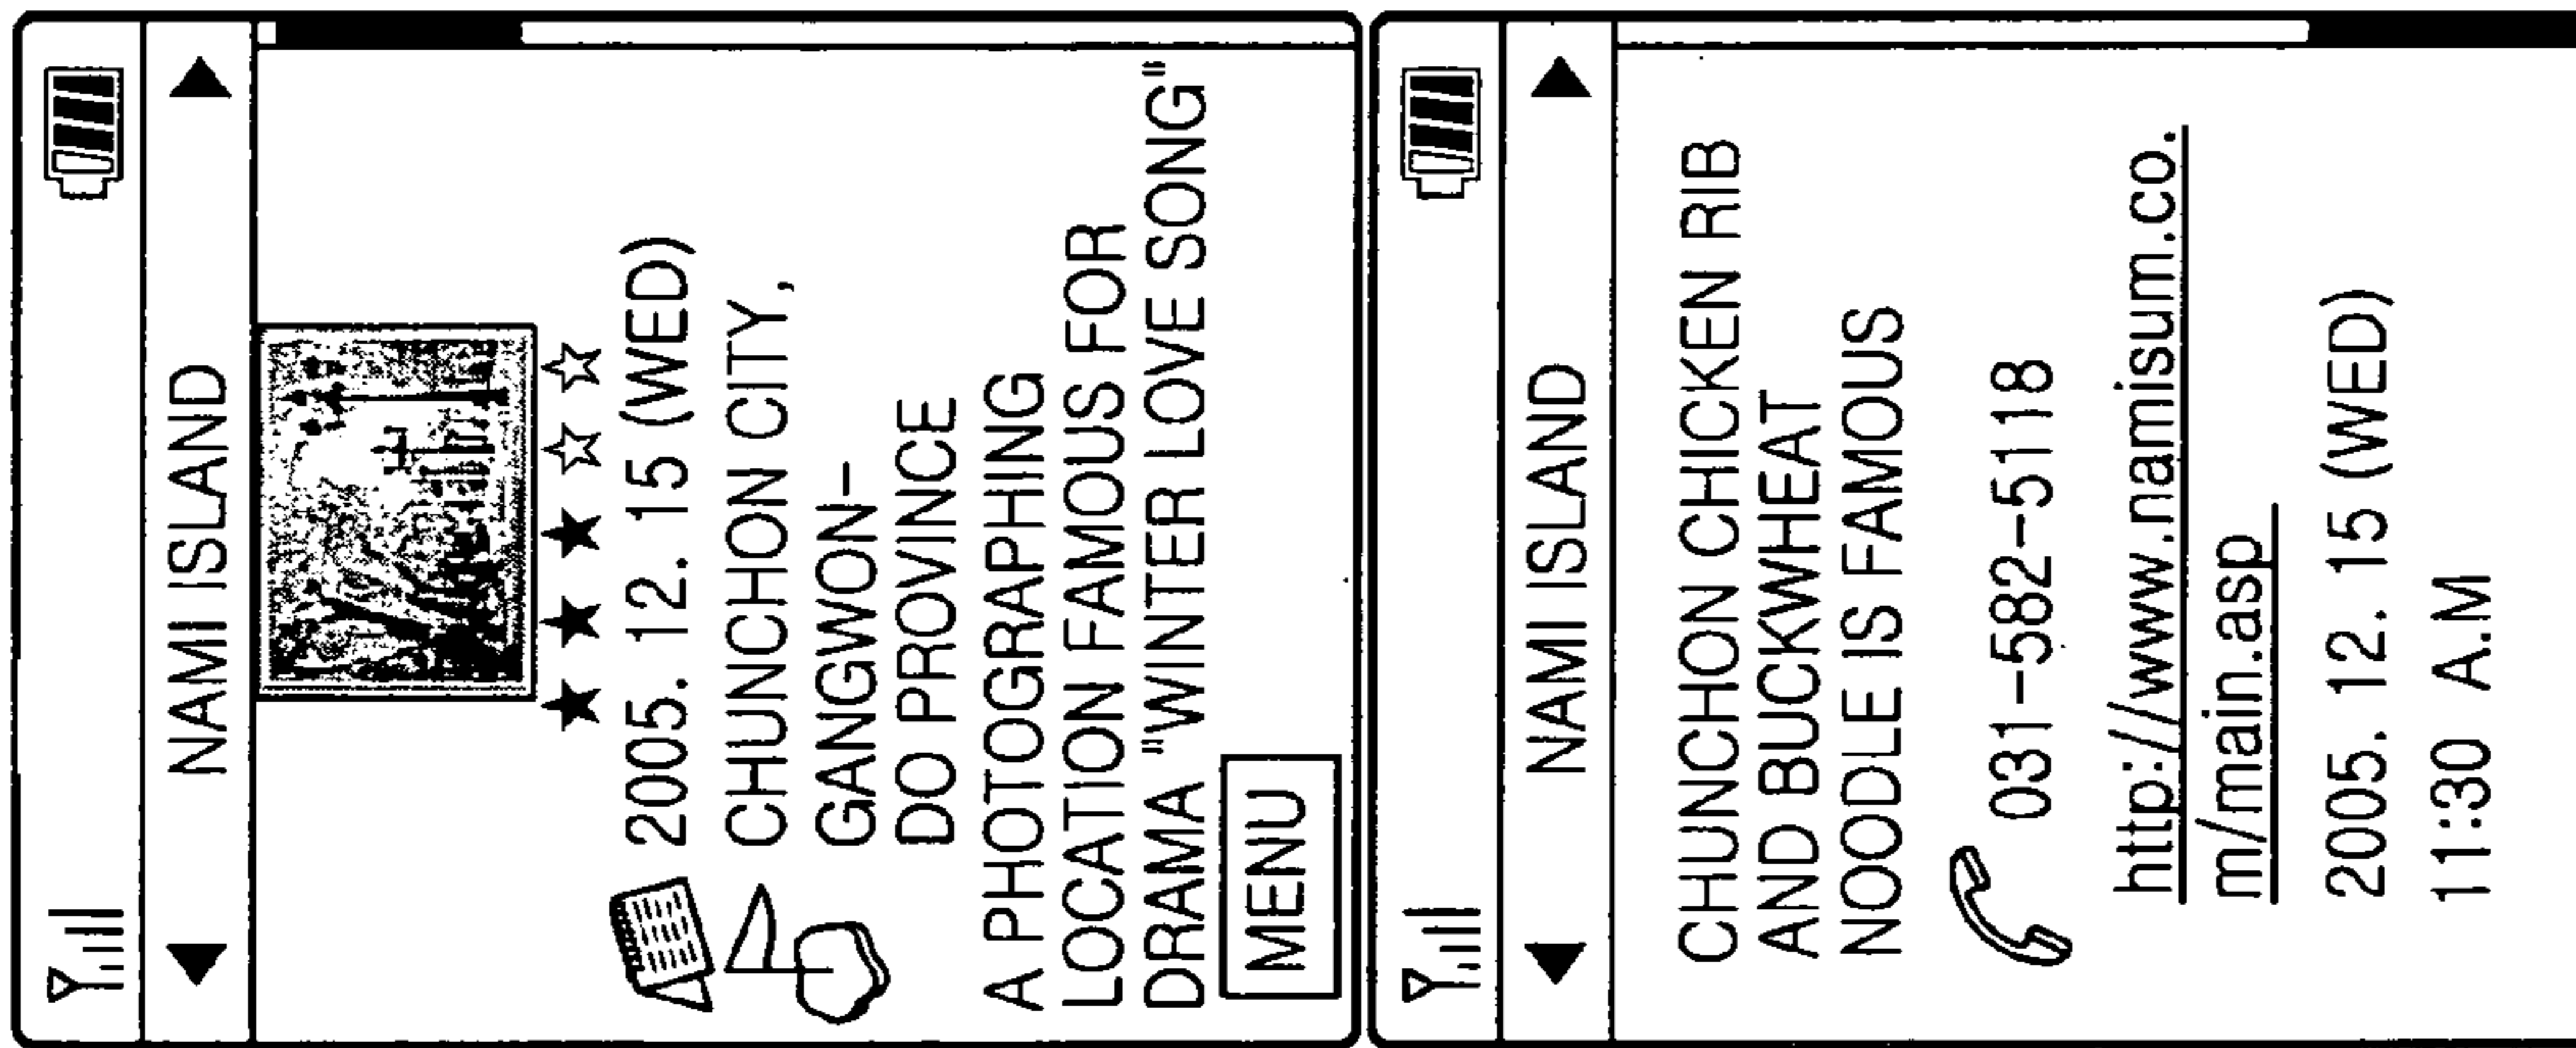 NAMI ISLAND
2005. 12. 15 (WED)
CHUNCHON CITY,
GANGWON-
DO PROVINCE
A PHOTOGRAPHING
LOCATION FAMOUS FOR
DRAMA "WINTER LOVE SONG"
MENU
NAMI ISLAND
CHUNCHON CHICKEN RIB
AND BUCKWHEAT
NOODLE IS FAMOUS
031-582-5118
http://www.namisum.co.
m/main.asp
2005. 12. 15 (WED)
11:30 A.M